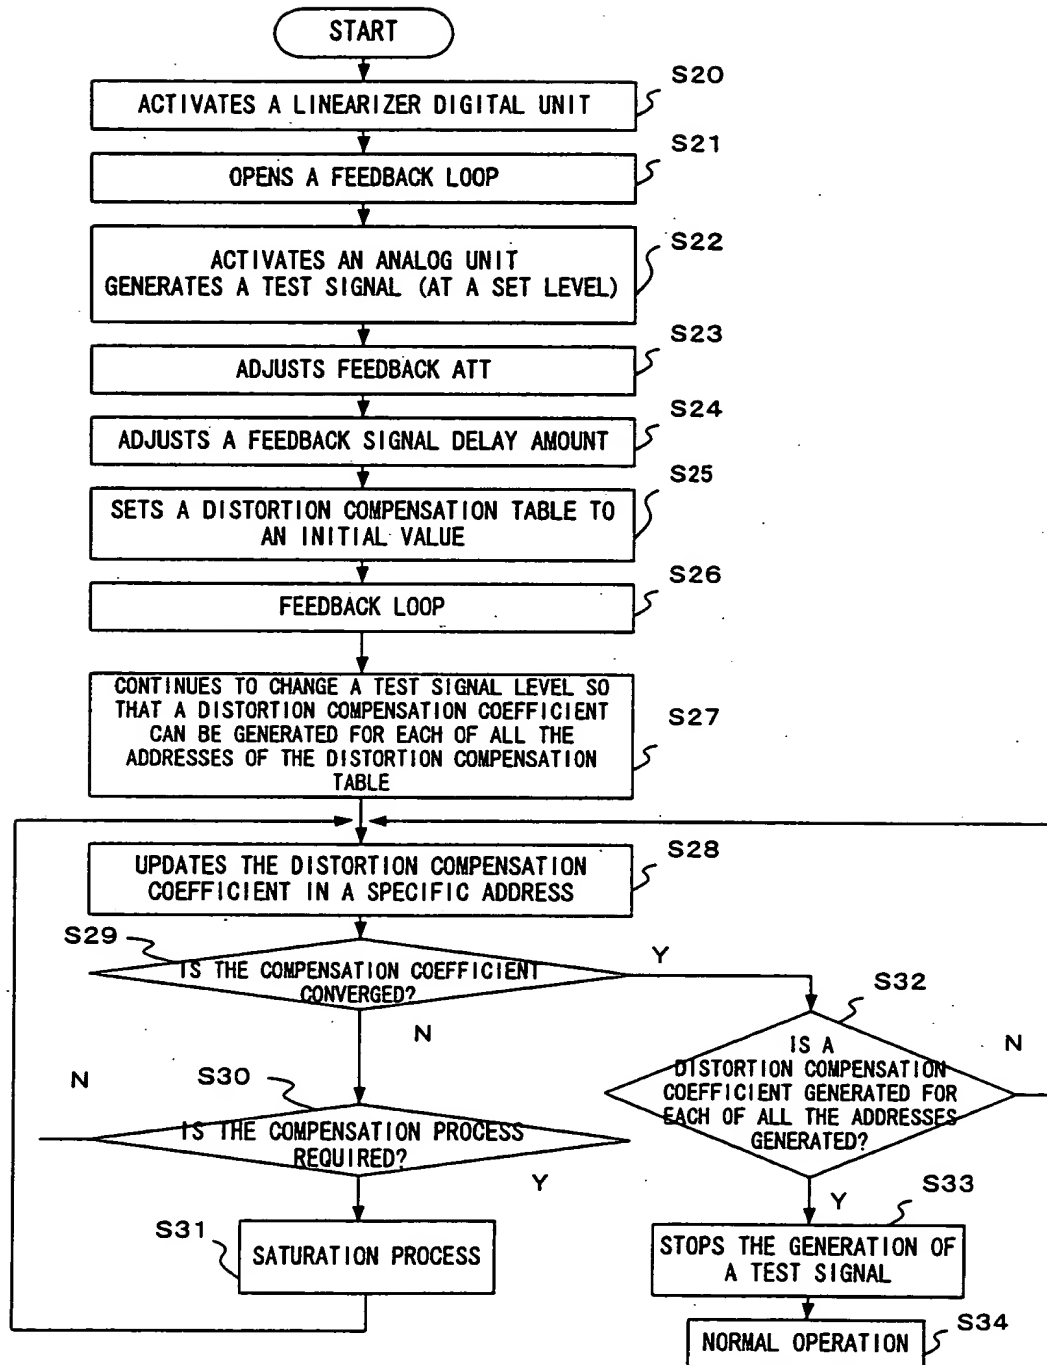 START
S20
ACTIVATES A LINEARIZER DIGITAL UNIT
S21
OPENS A FEEDBACK LOOP
S22
ACTIVATES AN ANALOG UNIT
GENERATES A TEST SIGNAL (AT A SET LEVEL)
S23
ADJUSTS FEEDBACK ATT
S24
ADJUSTS A FEEDBACK SIGNAL DELAY AMOUNT
S25
SETS A DISTORTION COMPENSATION TABLE TO
AN INITIAL VALUE
S26
FEEDBACK LOOP
S27
CONTINUES TO CHANGE A TEST SIGNAL LEVEL SO
THAT A DISTORTION COMPENSATION COEFFICIENT
CAN BE GENERATED FOR EACH OF ALL THE
ADDRESSES OF THE DISTORTION COMPENSATION
TABLE
S28
UPDATES THE DISTORTION COMPENSATION
COEFFICIENT IN A SPECIFIC ADDRESS
S29
IS THE COMPENSATION COEFFICIENT
CONVERGED?
Y
N
S32
IS A
DISTORTION COMPENSATION
COEFFICIENT GENERATED FOR
EACH OF ALL THE ADDRESSES
GENERATED?
N
Y
S30
IS THE COMPENSATION PROCESS
REQUIRED?
N
Y
S31
SATURATION PROCESS
S33
STOPS THE GENERATION OF
A TEST SIGNAL
S34
NORMAL OPERATION